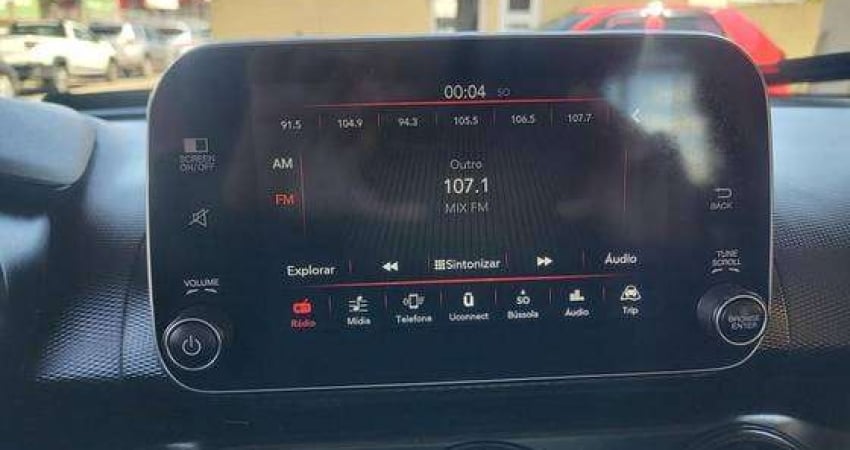 00:04 SO
91.5 104.9 94.3 105.5 106.5 107.7
SCREEN
ON/OFF
AM
Outro
107.1
FM
MIX FM
BACK
Explorar Sintonizar Áudio
TUNE
SCROLL
VOLUME
SO
Rádio Mídia Telefone Uconnect Bússola Áudio Trip
BROWSE
ENTER